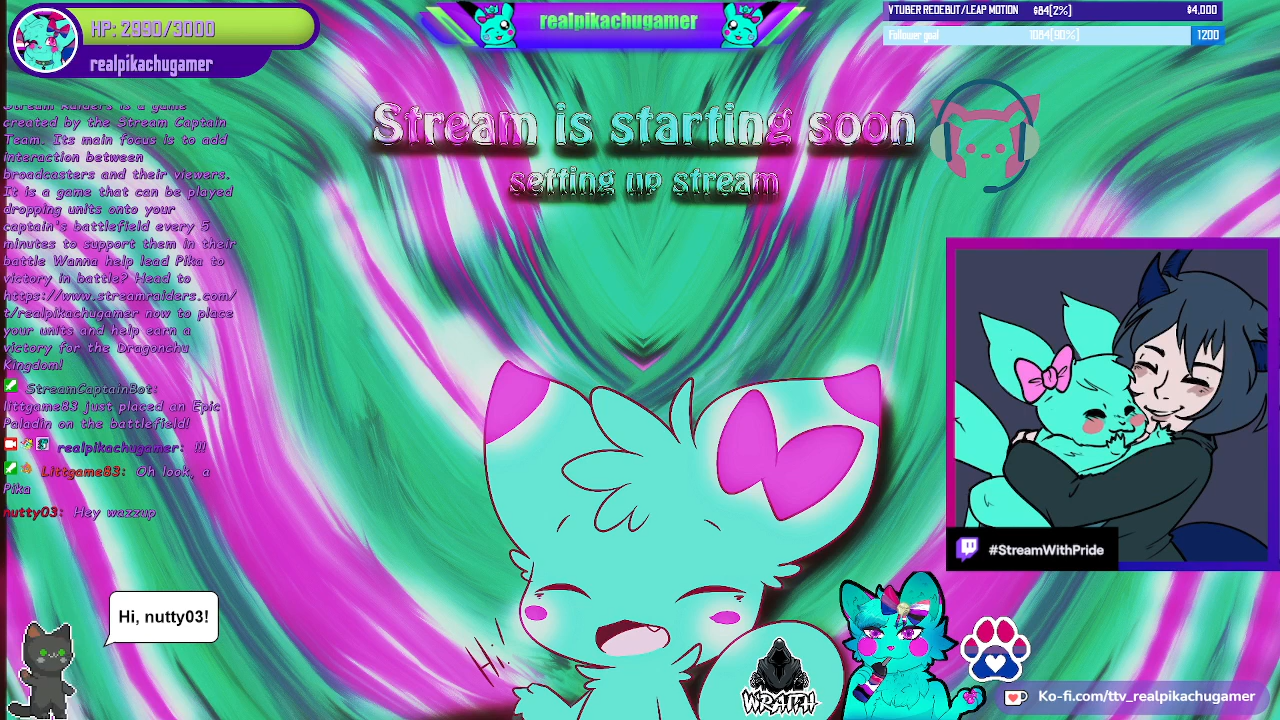 HP: 2990/3000
realpikachugamer
realpikachugamer
VTUBER REDEBUT/LEAP MOTION $84[2%] $4,000
Follower goal 1084[90%] 1200
Stream is starting soon
setting up stream
Stream Raiders is a game
created by the Stream Captain
Team. Its main focus is to add
interaction between
broadcasters and their viewers.
It is a game that can be played
dropping units onto your
captain's battlefield every 5
minutes to support them in their
battle Wanna help lead Pika to
victory in battle? Head to
https://www.streamraiders.com/
t/realpikachugamer now to place
your units and help earn a
victory for the Dragonchu
Kingdom!
StreamCaptainBot:
littgame83 just placed an Epic
Paladin on the battlefield!
realpikachugamer: !!!
Littgame83: Oh look, a
Pika
nutty03: Hey wazzup
#StreamWithPride
Hi, nutty03!
Hi!
WRAITH
Ko-fi.com/ttv_realpikachugamer